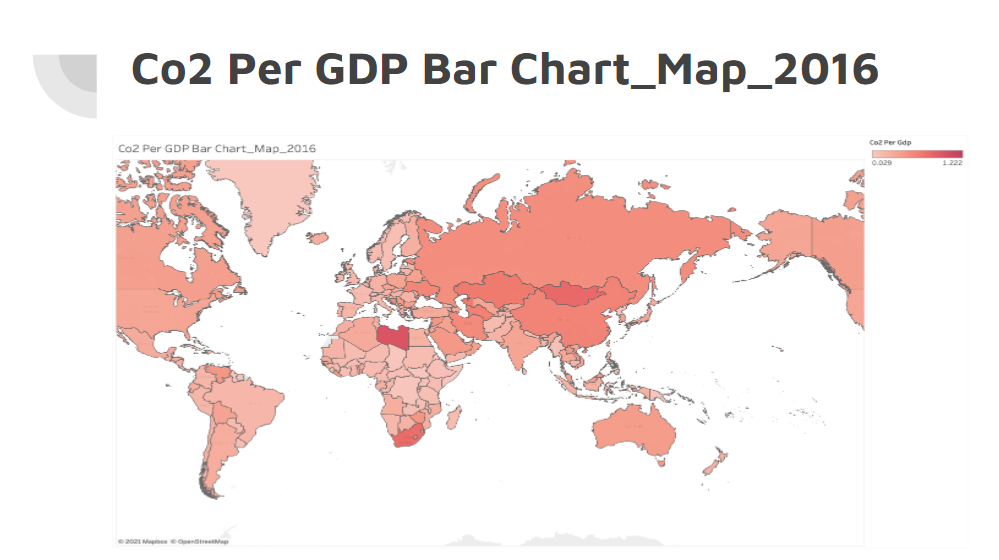 Co2 Per GDP Bar Chart_Map_2016
Co2 Per GDP Bar Chart_Map_2016
Co2 Per Gdp
0.029 1.222
© 2021 Mapbox © OpenStreetMap